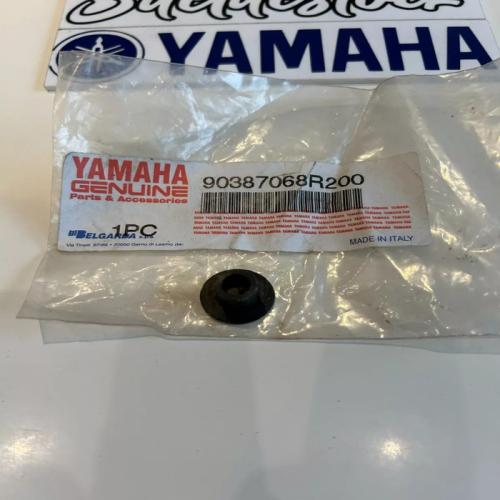 YAMAHA
YAMAHA
GENUINE
Parts & Accessories
90387068R200
1PC
BELGARDA
MADE IN ITALY